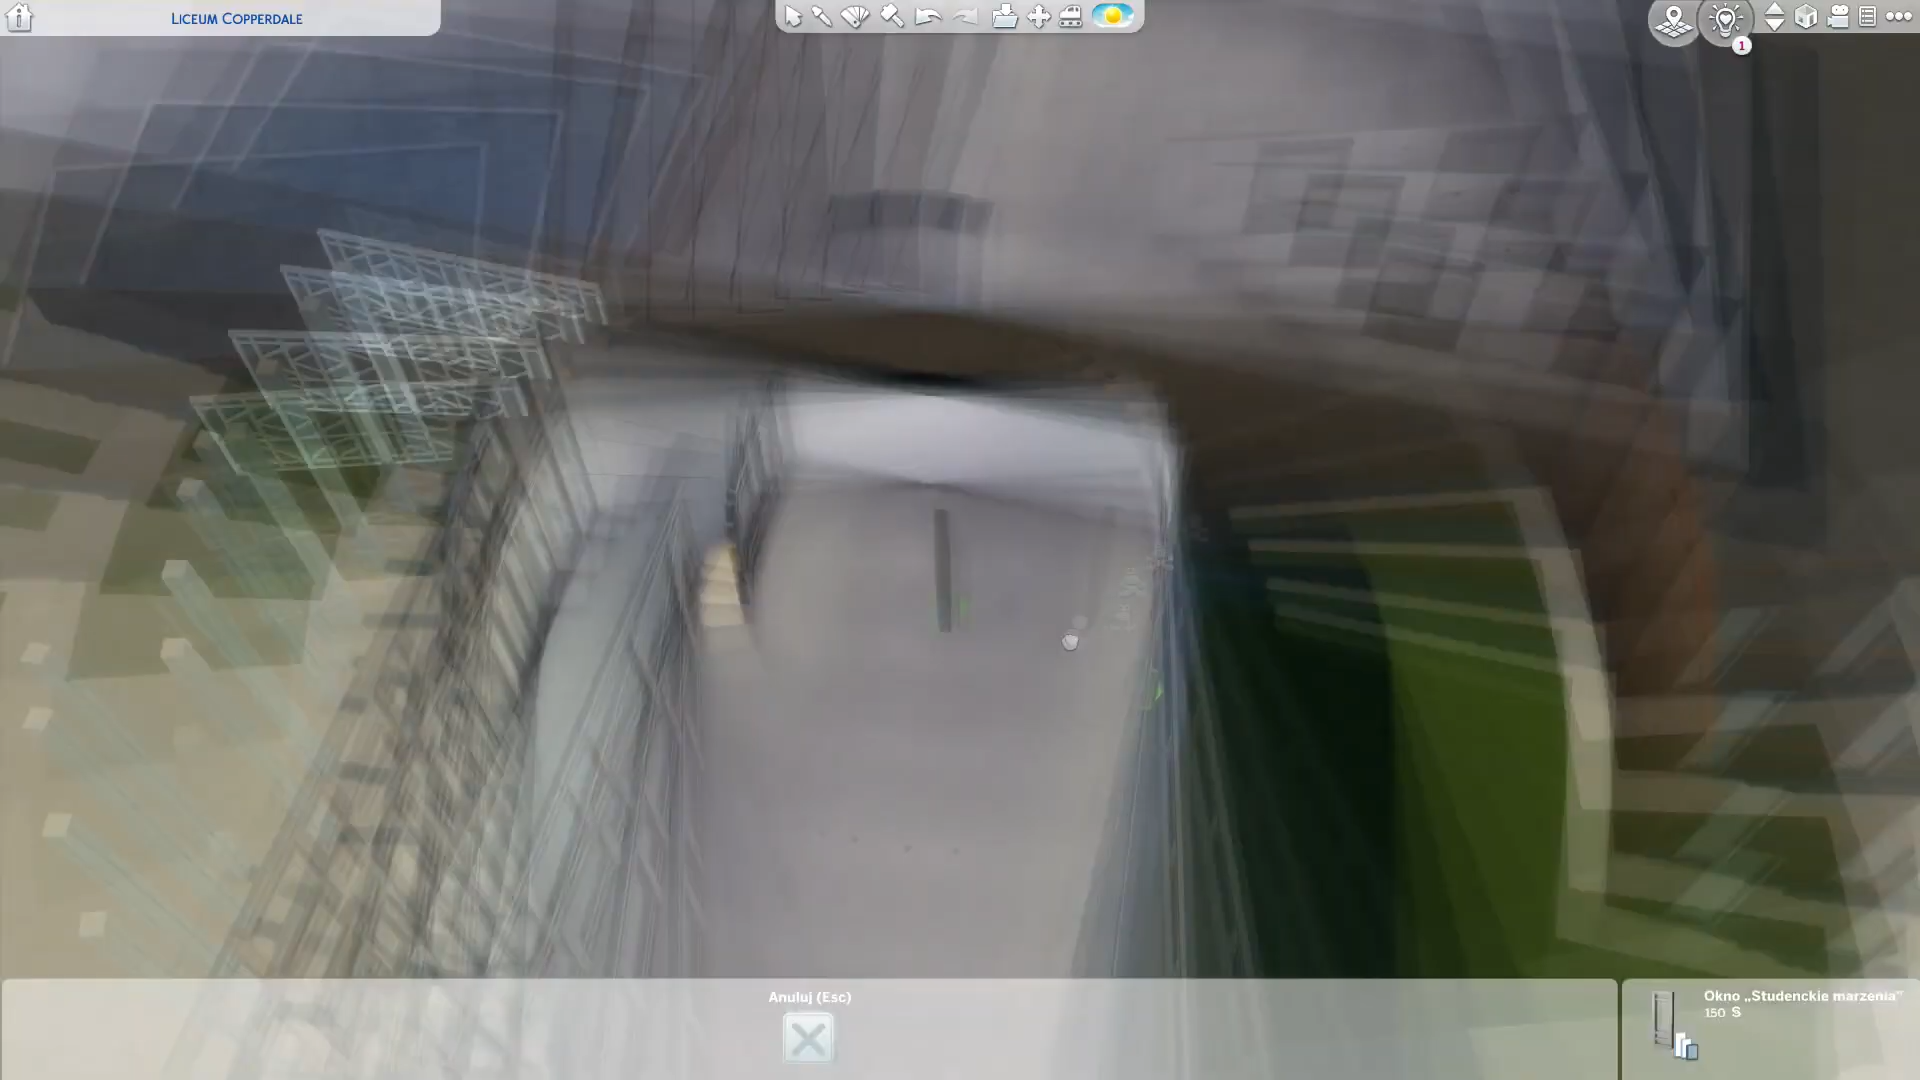 Liceum Copperdale
1
Anuluj (Esc)
Okno „Studenckie marzenia”
150 §